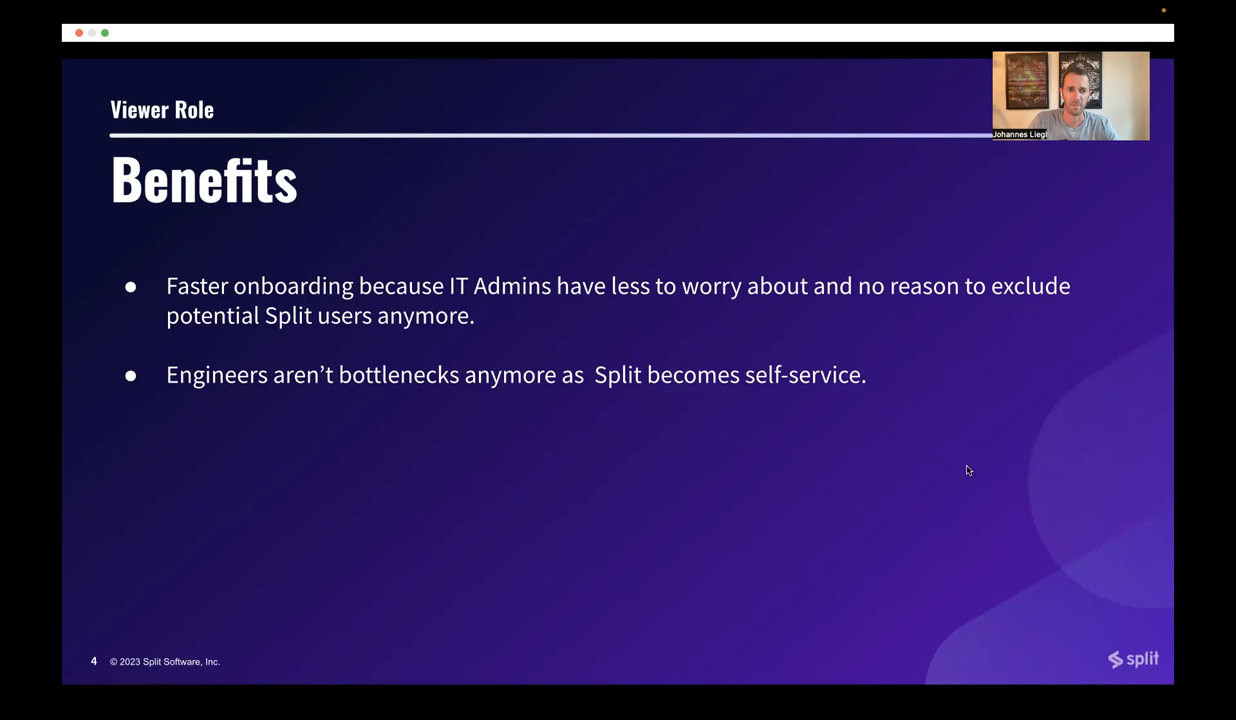 Viewer Role
Johannes Liegl
Benefits
● Faster onboarding because IT Admins have less to worry about and no reason to exclude
potential Split users anymore.
● Engineers aren’t bottlenecks anymore as  Split becomes self-service.
4 © 2023 Split Software, Inc.
split